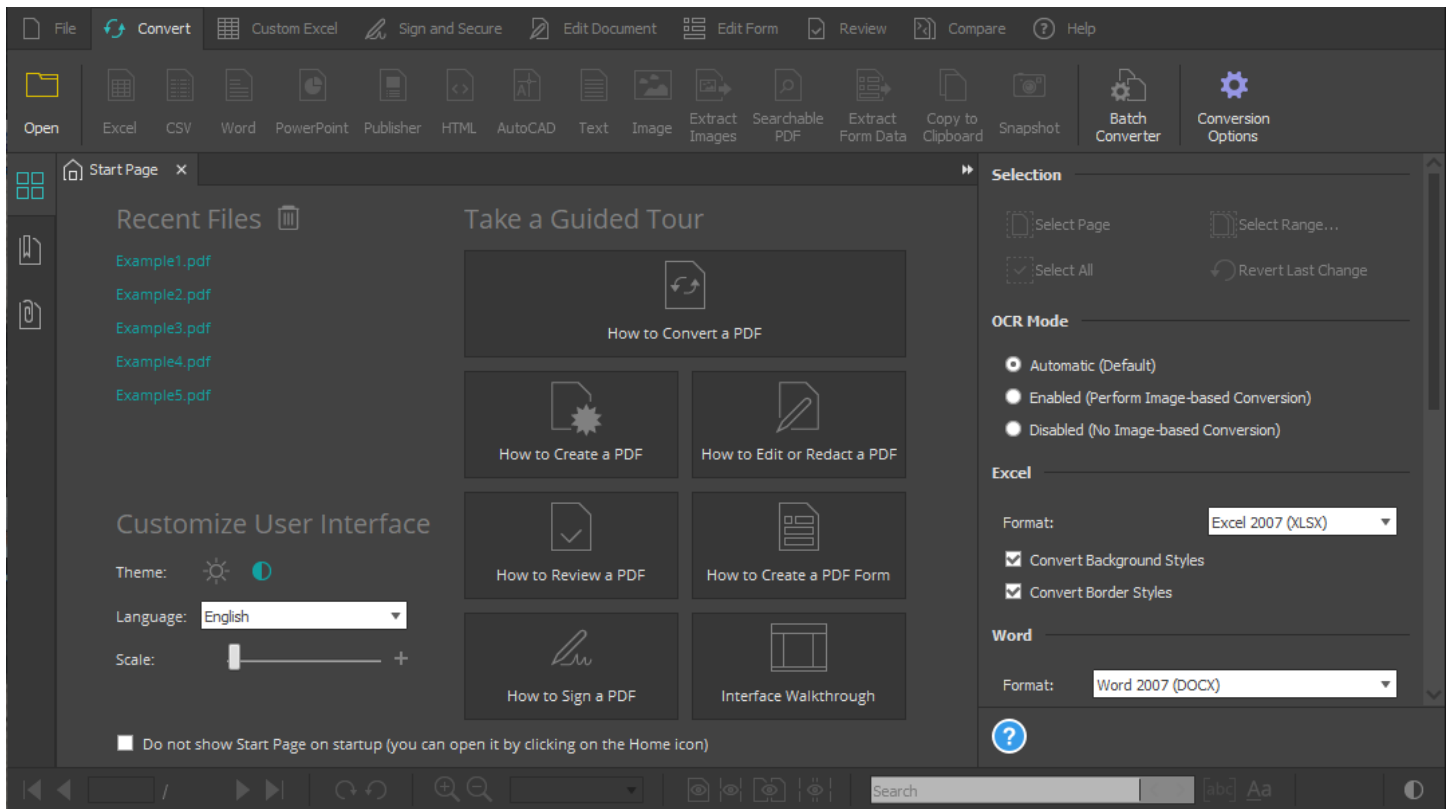 File Convert Custom Excel Sign and Secure Edit Document Edit Form Review Compare Help
Open Excel CSV Word PowerPoint Publisher HTML AutoCAD Text Image Extract Images Searchable PDF Extract Form Data Copy to Clipboard Snapshot Batch Converter Conversion Options
Start Page
Recent Files
Example1.pdf
Example2.pdf
Example3.pdf
Example4.pdf
Example5.pdf
Customize User Interface
Theme:
Language: English
Scale:
Take a Guided Tour
How to Convert a PDF
How to Create a PDF
How to Edit or Redact a PDF
How to Review a PDF
How to Create a PDF Form
How to Sign a PDF
Interface Walkthrough
Do not show Start Page on startup (you can open it by clicking on the Home icon)
Selection
Select Page Select Range...
Select All Revert Last Change
OCR Mode
Automatic (Default)
Enabled (Perform Image-based Conversion)
Disabled (No Image-based Conversion)
Excel
Format: Excel 2007 (XLSX)
Convert Background Styles
Convert Border Styles
Word
Format: Word 2007 (DOCX)
?
/ Search [abc] Aa